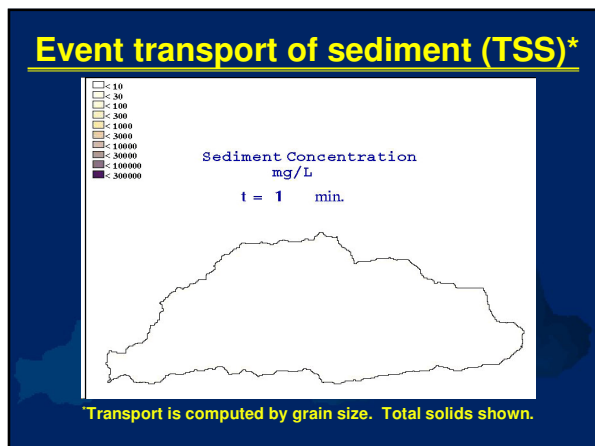 Event transport of sediment (TSS)*
< 10
< 30
< 100
< 300
< 1000
< 3000
< 10000
< 30000
< 100000
< 300000
Sediment Concentration
mg/L
t = 1 min.
*Transport is computed by grain size. Total solids shown.